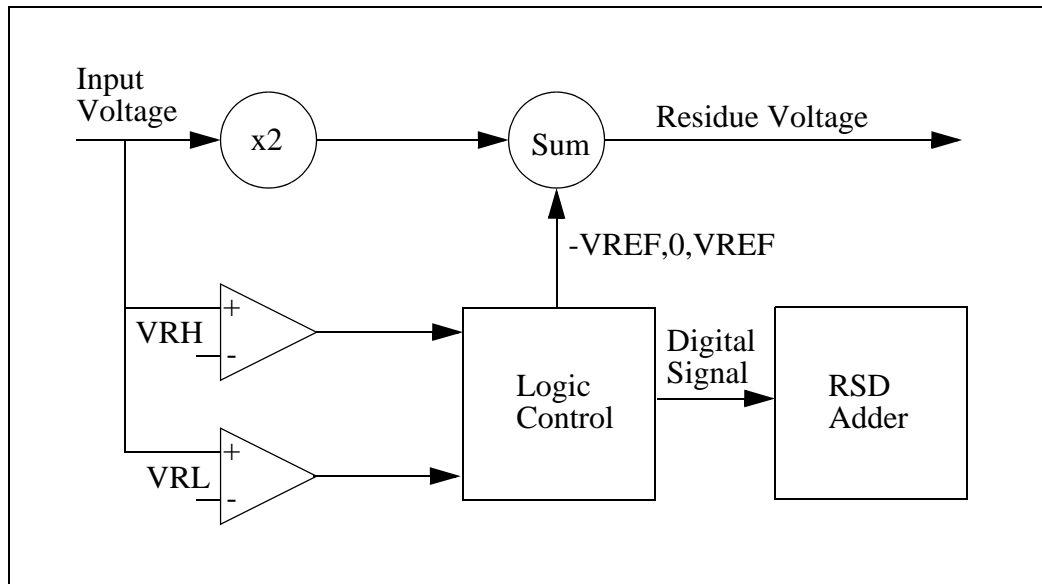 Input
Voltage
x2
Sum
Residue Voltage
-VREF,0,VREF
+
VRH
-
Logic
Control
Digital
Signal
RSD
Adder
+
VRL
-